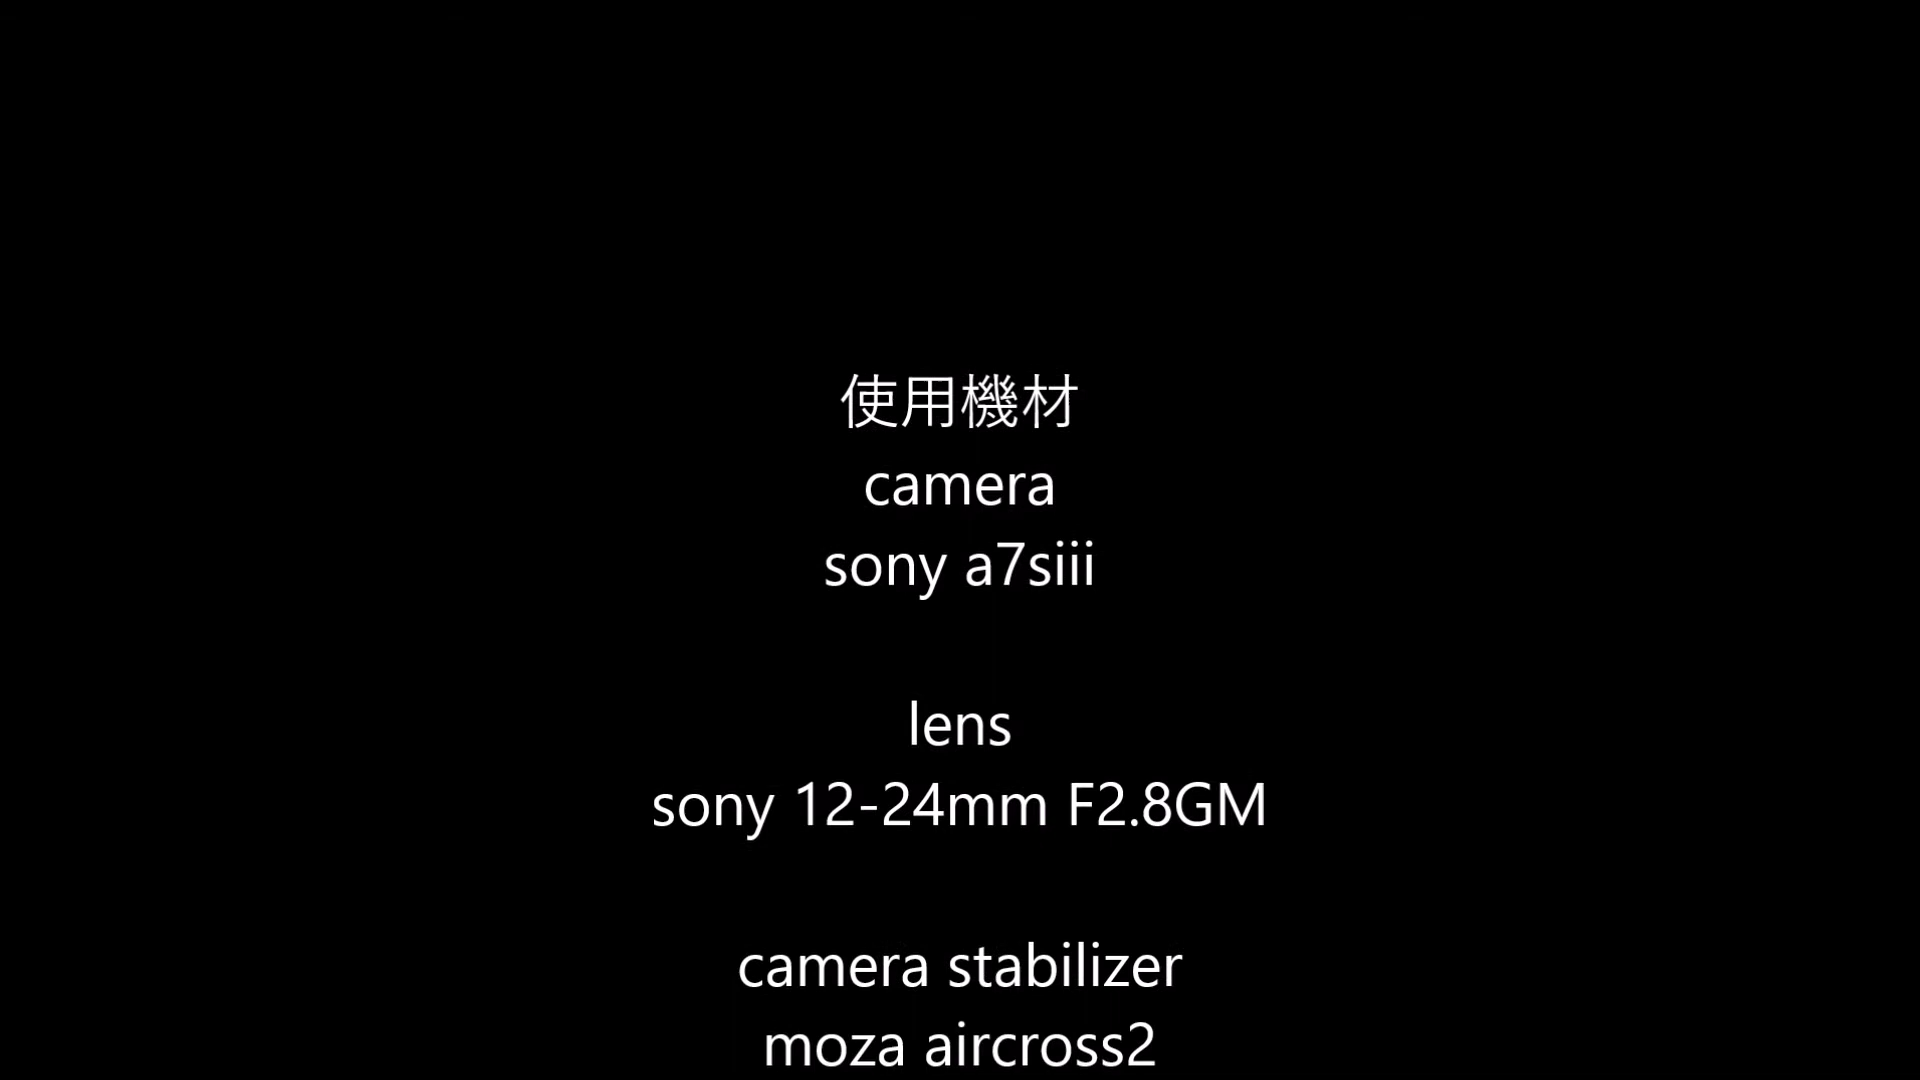 使用機材
camera
sony a7siii
lens
sony 12-24mm F2.8GM
camera stabilizer
moza aircross2